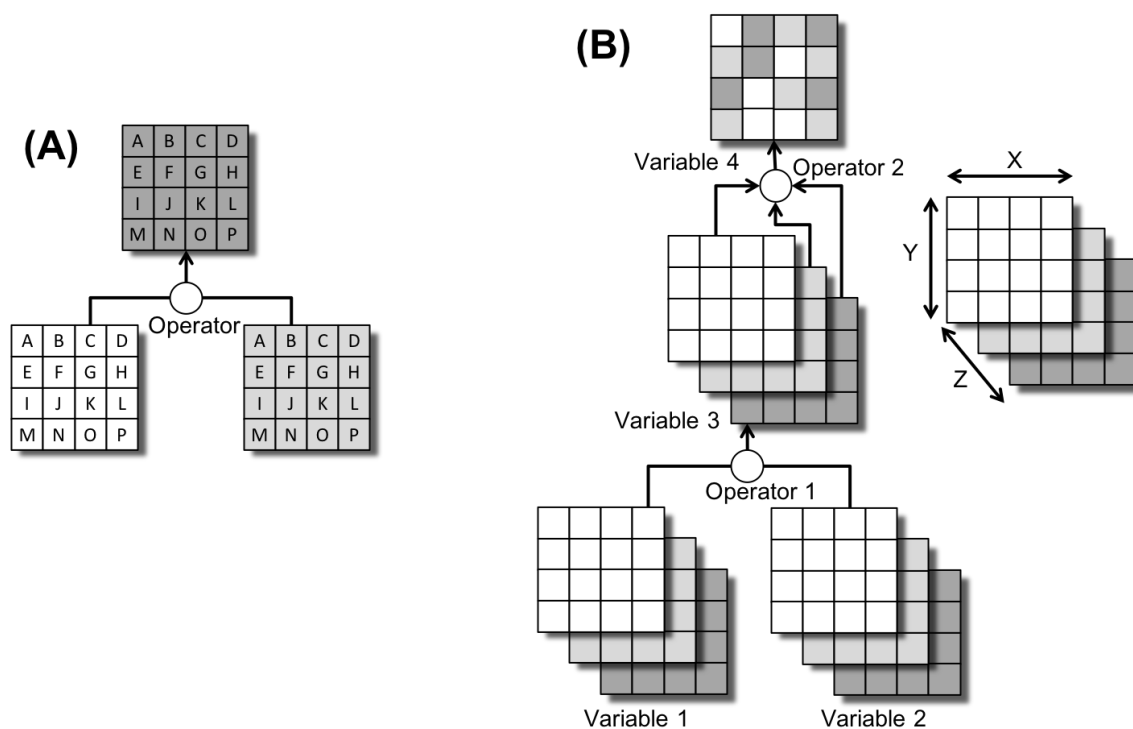 (A)
A B C D
E F G H
I J K L
M N O P
Operator
A B C D
E F G H
I J K L
M N O P
A B C D
E F G H
I J K L
M N O P
(B)
Variable 4
Operator 2
Variable 3
Operator 1
Variable 1
Variable 2
X
Y
Z